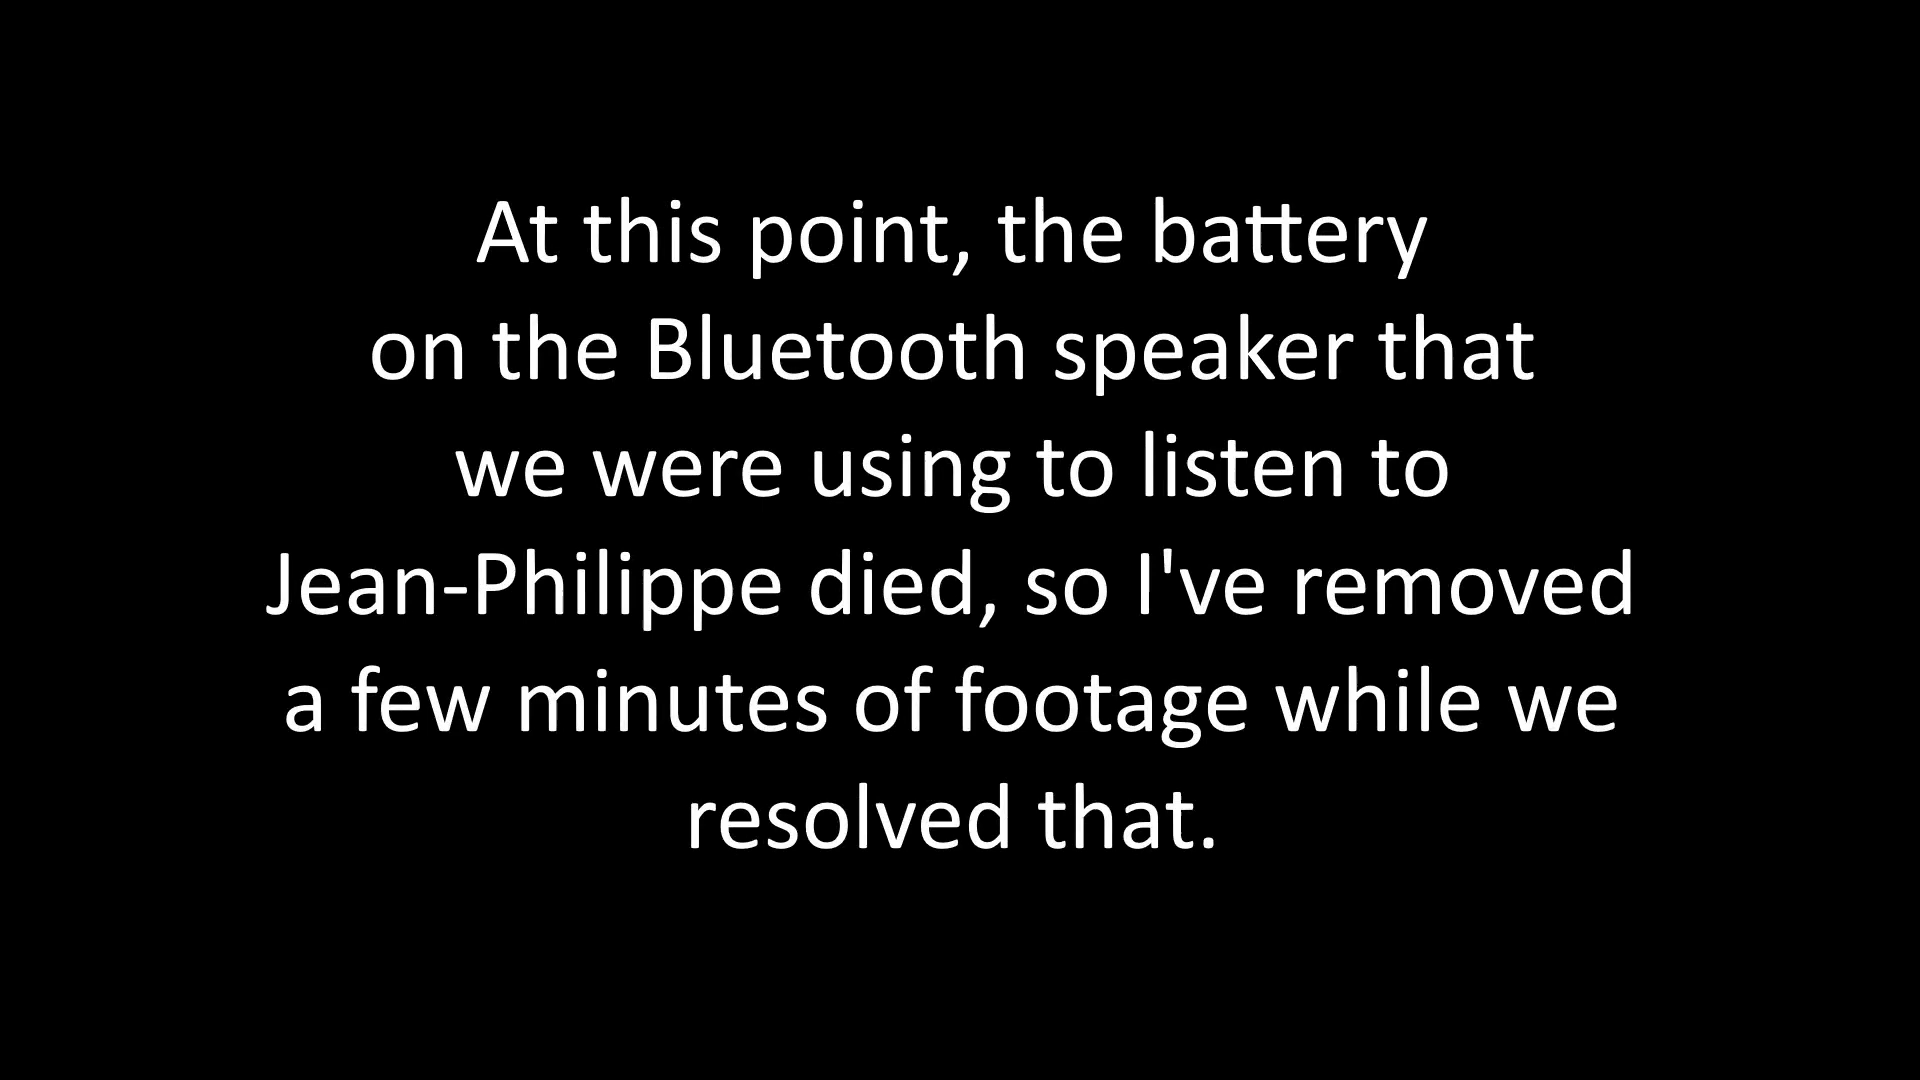 At this point, the battery
on the Bluetooth speaker that
we were using to listen to
Jean-Philippe died, so I've removed
a few minutes of footage while we
resolved that.